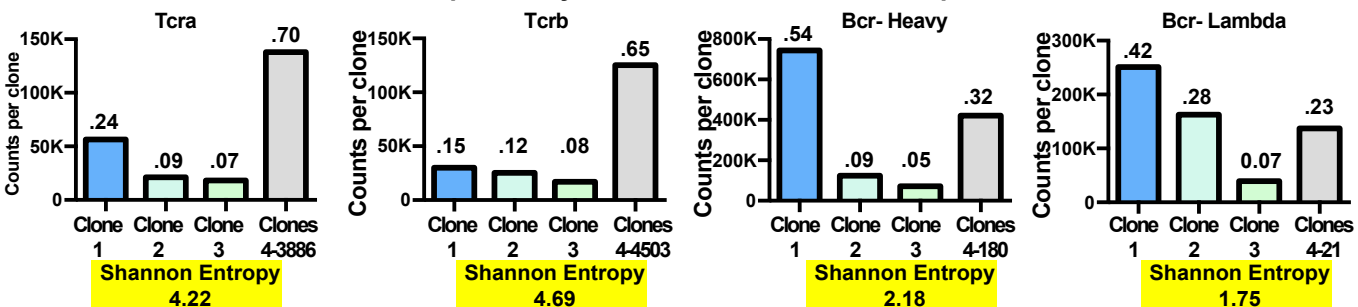 Tcra
Counts per clone
150K
100K
50K
0
.24
.09
.07
.70
Clone Clone Clone Clones
1 2 3 4-3886
Shannon Entropy
4.22
Tcrb
Counts per clone
150K
100K
50K
0
.15
.12
.08
.65
Clone Clone Clone Clones
1 2 3 4-4503
Shannon Entropy
4.69
Bcr- Heavy
Counts per clone
800K
600K
400K
200K
0
.54
.09
.05
.32
Clone Clone Clone Clones
1 2 3 4-180
Shannon Entropy
2.18
Bcr- Lambda
Counts per clone
300K
200K
100K
0
.42
.28
0.07
.23
Clone Clone Clone Clones
1 2 3 4-21
Shannon Entropy
1.75